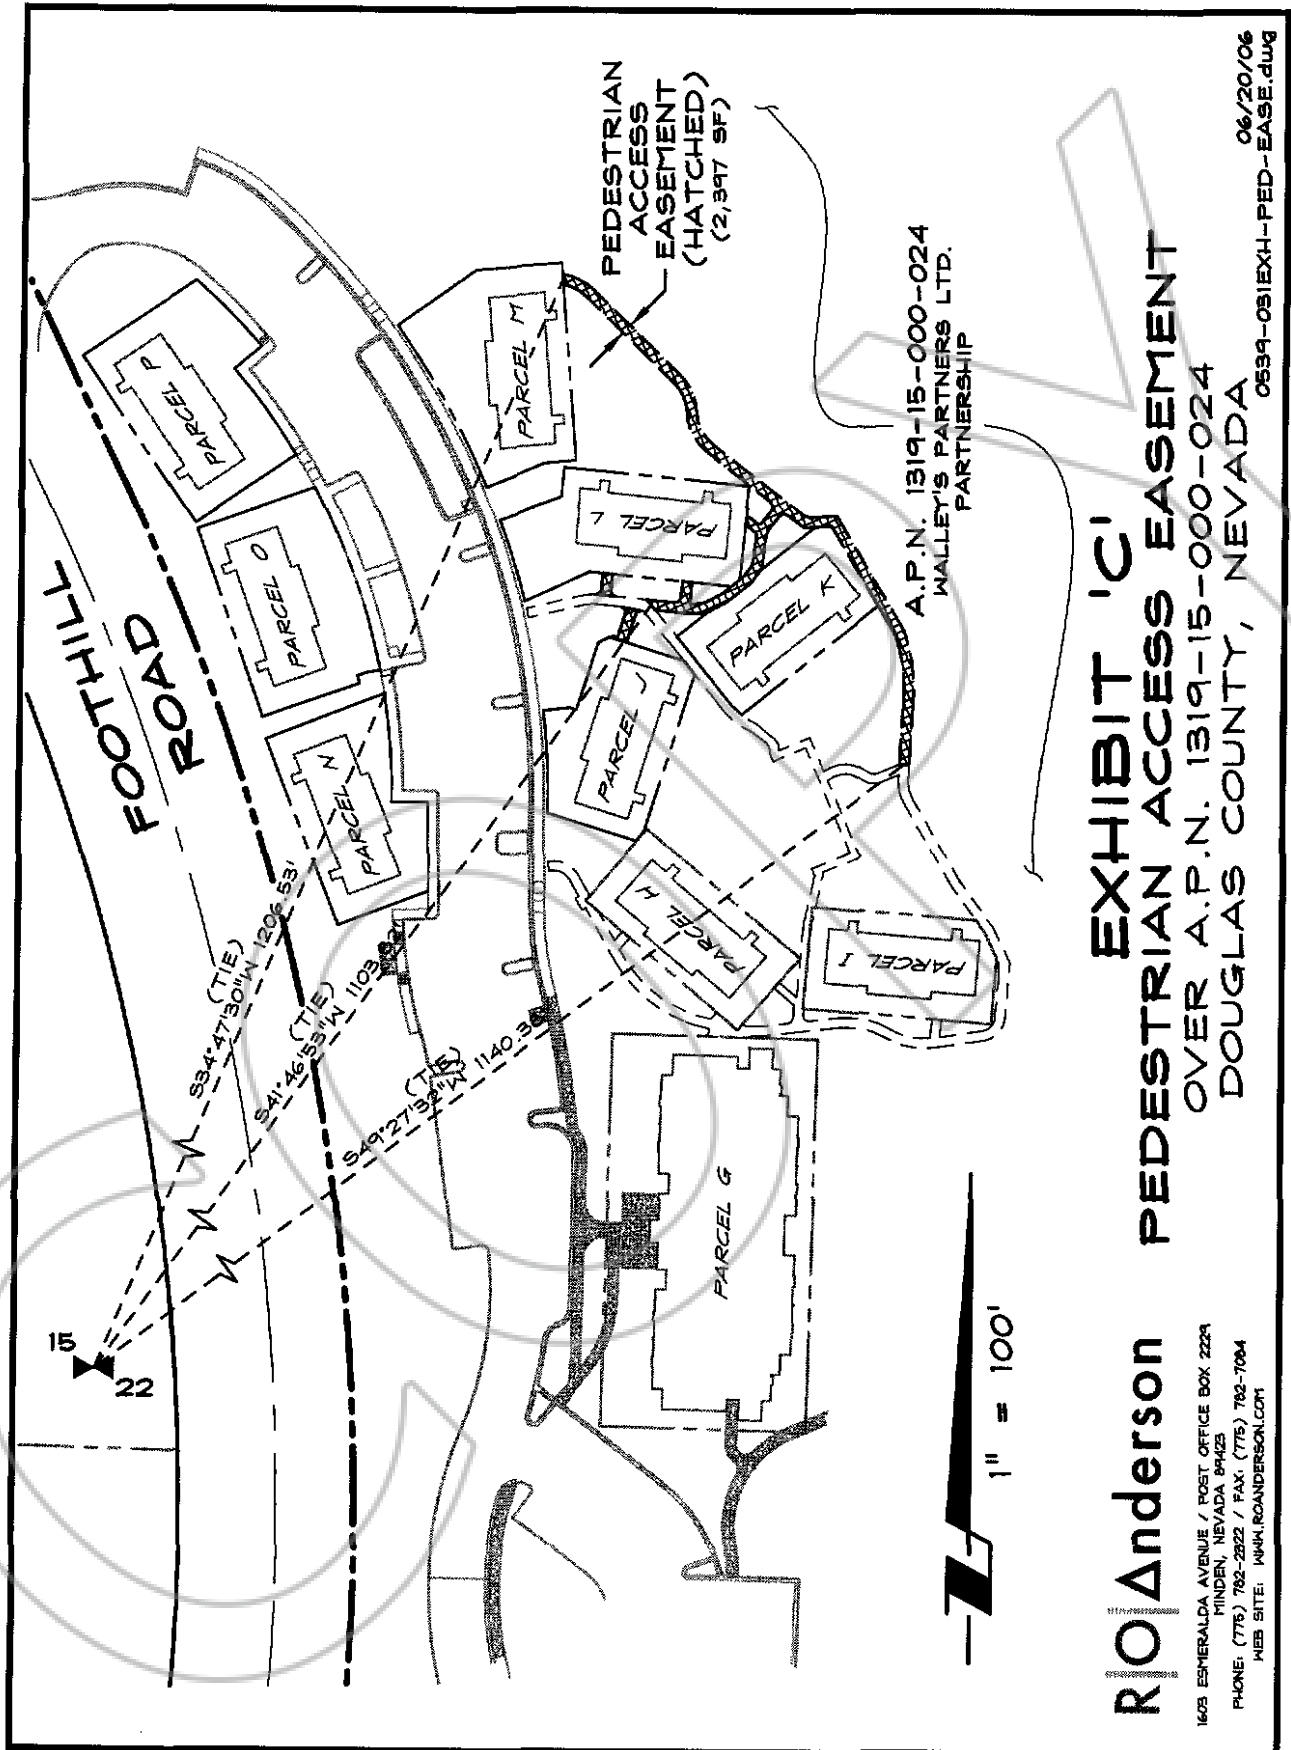 FOOTHILL
ROAD
PARCEL P
PARCEL O
PARCEL N
PARCEL M
PARCEL L
PARCEL K
PARCEL J
PARCEL H
PARCEL I
PARCEL G
PEDESTRIAN
ACCESS
EASEMENT
(HATCHED)
(2,397 SF)
A.P.N. 1319-15-000-024
WALLEY'S PARTNERS LTD.
PARTNERSHIP
(TIE)
S34°47'30"W 1206.53'
(TIE)
S41°46'53"W
(TIE)
S49°27'32"W
15
22
1" = 100'
EXHIBIT 'C'
PEDESTRIAN ACCESS EASEMENT
OVER A.P.N. 1319-15-000-024
DOUGLAS COUNTY, NEVADA
06/20/06
0539-031EXH-PED-EASE.dwg
R|O|Anderson
1603 ESMERALDA AVENUE / POST OFFICE BOX 2229
MINDEN, NEVADA 89423
PHONE: (775) 782-2322 / FAX: (775) 782-7084
WEB SITE: WWW.ROANDERSON.COM
COPY